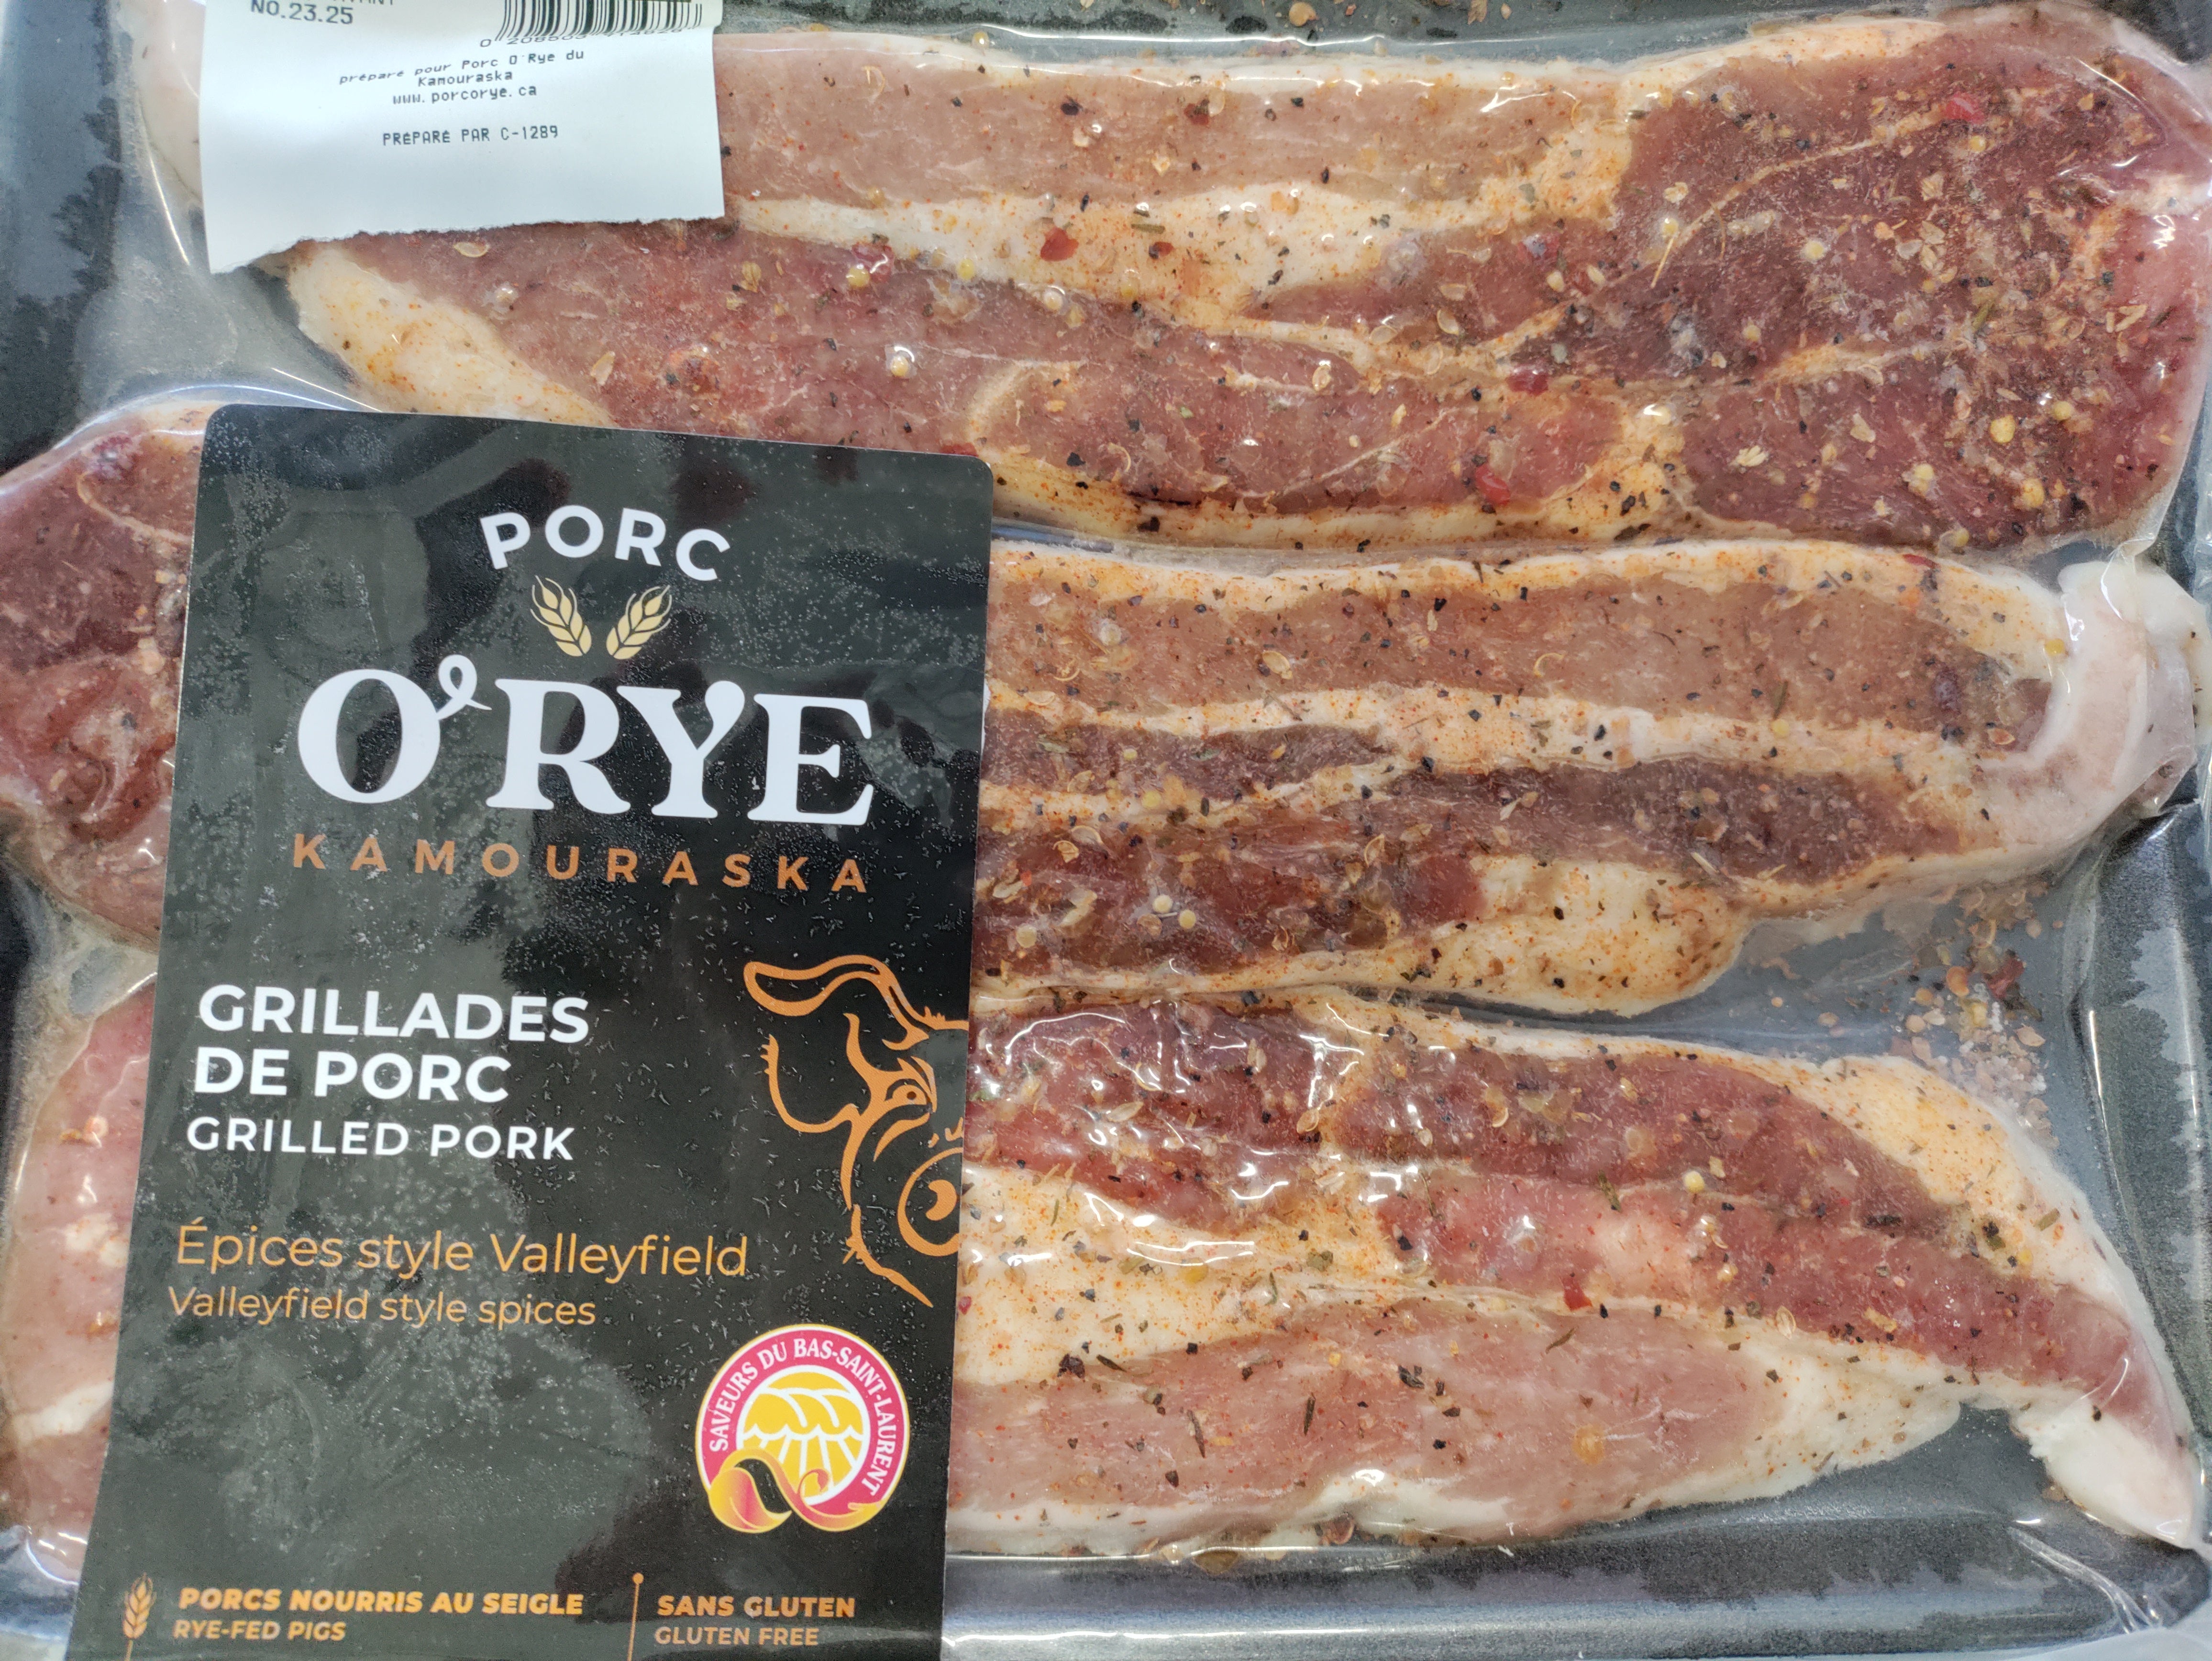 NO.23.25
préparé pour Porc O'Rye du
Kamouraska
www.porcorye.ca
PRÉPARÉ PAR C-1289
PORC
O'RYE
KAMOURASKA
GRILLADES
DE PORC
GRILLED PORK
Épices style Valleyfield
Valleyfield style spices
SAVEURS DU BAS-SAINT-LAURENT
PORCS NOURRIS AU SEIGLE
RYE-FED PIGS
SANS GLUTEN
GLUTEN FREE